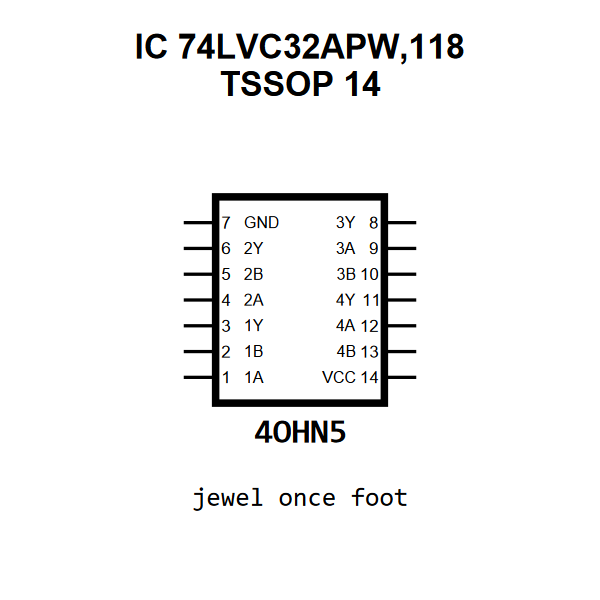 IC 74LVC32APW,118
TSSOP 14
7 GND 3Y 8
6 2Y 3A 9
5 2B 3B 10
4 2A 4Y 11
3 1Y 4A 12
2 1B 4B 13
1 1A VCC 14
4OHN5
jewel once foot